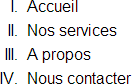 I. Accueil
II. Nos services
III. A propos
IV. Nous contacter